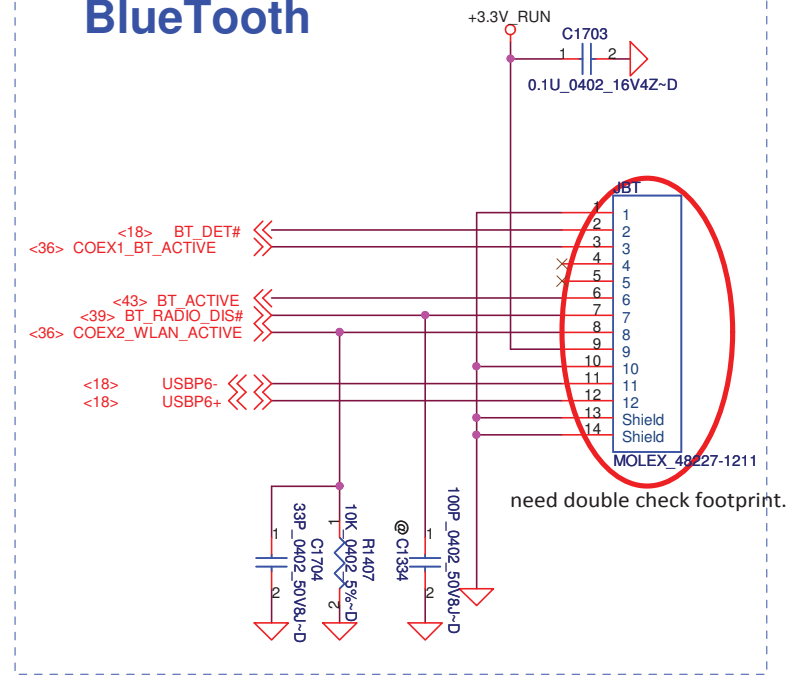 BlueTooth
+3.3V_RUN
C1703
1
2
0.1U_0402_16V4Z~D
JBT
1
1
<18> BT_DET#
2
2
<36> COEX1_BT_ACTIVE
3
3
4
4
5
5
<43> BT_ACTIVE
6
6
<39> BT_RADIO_DIS#
7
7
<36> COEX2_WLAN_ACTIVE
8
8
9
9
10
10
<18> USBP6-
11
11
<18> USBP6+
12
12
13
Shield
14
Shield
MOLEX_48227-1211
need double check footprint.
1
2
33P_0402_50V8J~D
C1704
1
2
10K_0402_5%~D
R1407
@ C1334
1
2
100P_0402_50V8J~D